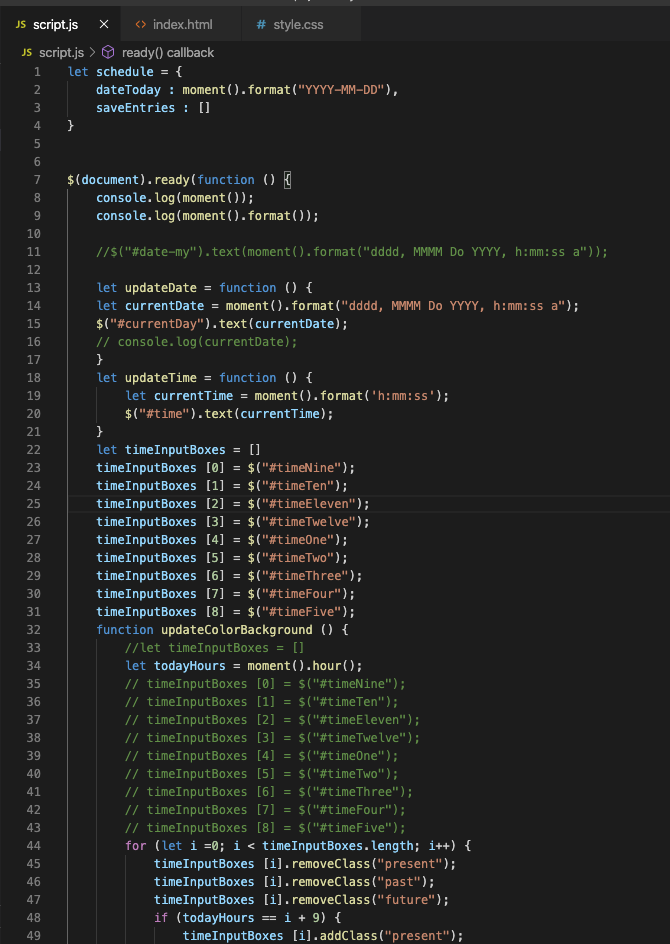 JS script.js × <> index.html # style.css
JS script.js > ready() callback
1 let schedule = {
2 dateToday : moment().format("YYYY-MM-DD"),
3 saveEntries : []
4 }
5
6
7 $(document).ready(function () {
8 console.log(moment());
9 console.log(moment().format());
10
11 //$("#date-my").text(moment().format("dddd, MMMM Do YYYY, h:mm:ss a"));
12
13 let updateDate = function () {
14 let currentDate = moment().format("dddd, MMMM Do YYYY, h:mm:ss a");
15 $("#currentDay").text(currentDate);
16 // console.log(currentDate);
17 }
18 let updateTime = function () {
19 let currentTime = moment().format('h:mm:ss');
20 $("#time").text(currentTime);
21 }
22 let timeInputBoxes = []
23 timeInputBoxes [0] = $("#timeNine");
24 timeInputBoxes [1] = $("#timeTen");
25 timeInputBoxes [2] = $("#timeEleven");
26 timeInputBoxes [3] = $("#timeTwelve");
27 timeInputBoxes [4] = $("#timeOne");
28 timeInputBoxes [5] = $("#timeTwo");
29 timeInputBoxes [6] = $("#timeThree");
30 timeInputBoxes [7] = $("#timeFour");
31 timeInputBoxes [8] = $("#timeFive");
32 function updateColorBackground () {
33 //let timeInputBoxes = []
34 let todayHours = moment().hour();
35 // timeInputBoxes [0] = $("#timeNine");
36 // timeInputBoxes [1] = $("#timeTen");
37 // timeInputBoxes [2] = $("#timeEleven");
38 // timeInputBoxes [3] = $("#timeTwelve");
39 // timeInputBoxes [4] = $("#timeOne");
40 // timeInputBoxes [5] = $("#timeTwo");
41 // timeInputBoxes [6] = $("#timeThree");
42 // timeInputBoxes [7] = $("#timeFour");
43 // timeInputBoxes [8] = $("#timeFive");
44 for (let i =0; i < timeInputBoxes.length; i++) {
45 timeInputBoxes [i].removeClass("present");
46 timeInputBoxes [i].removeClass("past");
47 timeInputBoxes [i].removeClass("future");
48 if (todayHours == i + 9) {
49 timeInputBoxes [i].addClass("present");